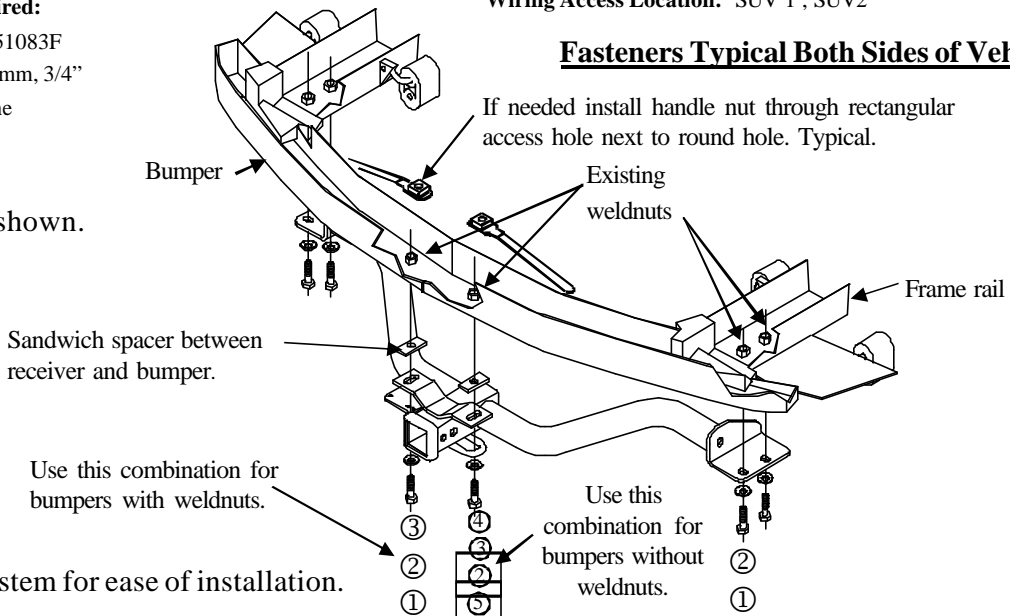 ired:
51083F
mm, 3/4”
ne
Wiring Access Location: SUV 1 , SUV2
Fasteners Typical Both Sides of Veh
If needed install handle nut through rectangular
access hole next to round hole. Typical.
Bumper
Existing
weldnuts
shown.
Frame rail
Sandwich spacer between
receiver and bumper.
Use this combination for
bumpers with weldnuts.
Use this
combination for
bumpers without
weldnuts.
③
②
①
④
③
②
⑤
②
①
stem for ease of installation.